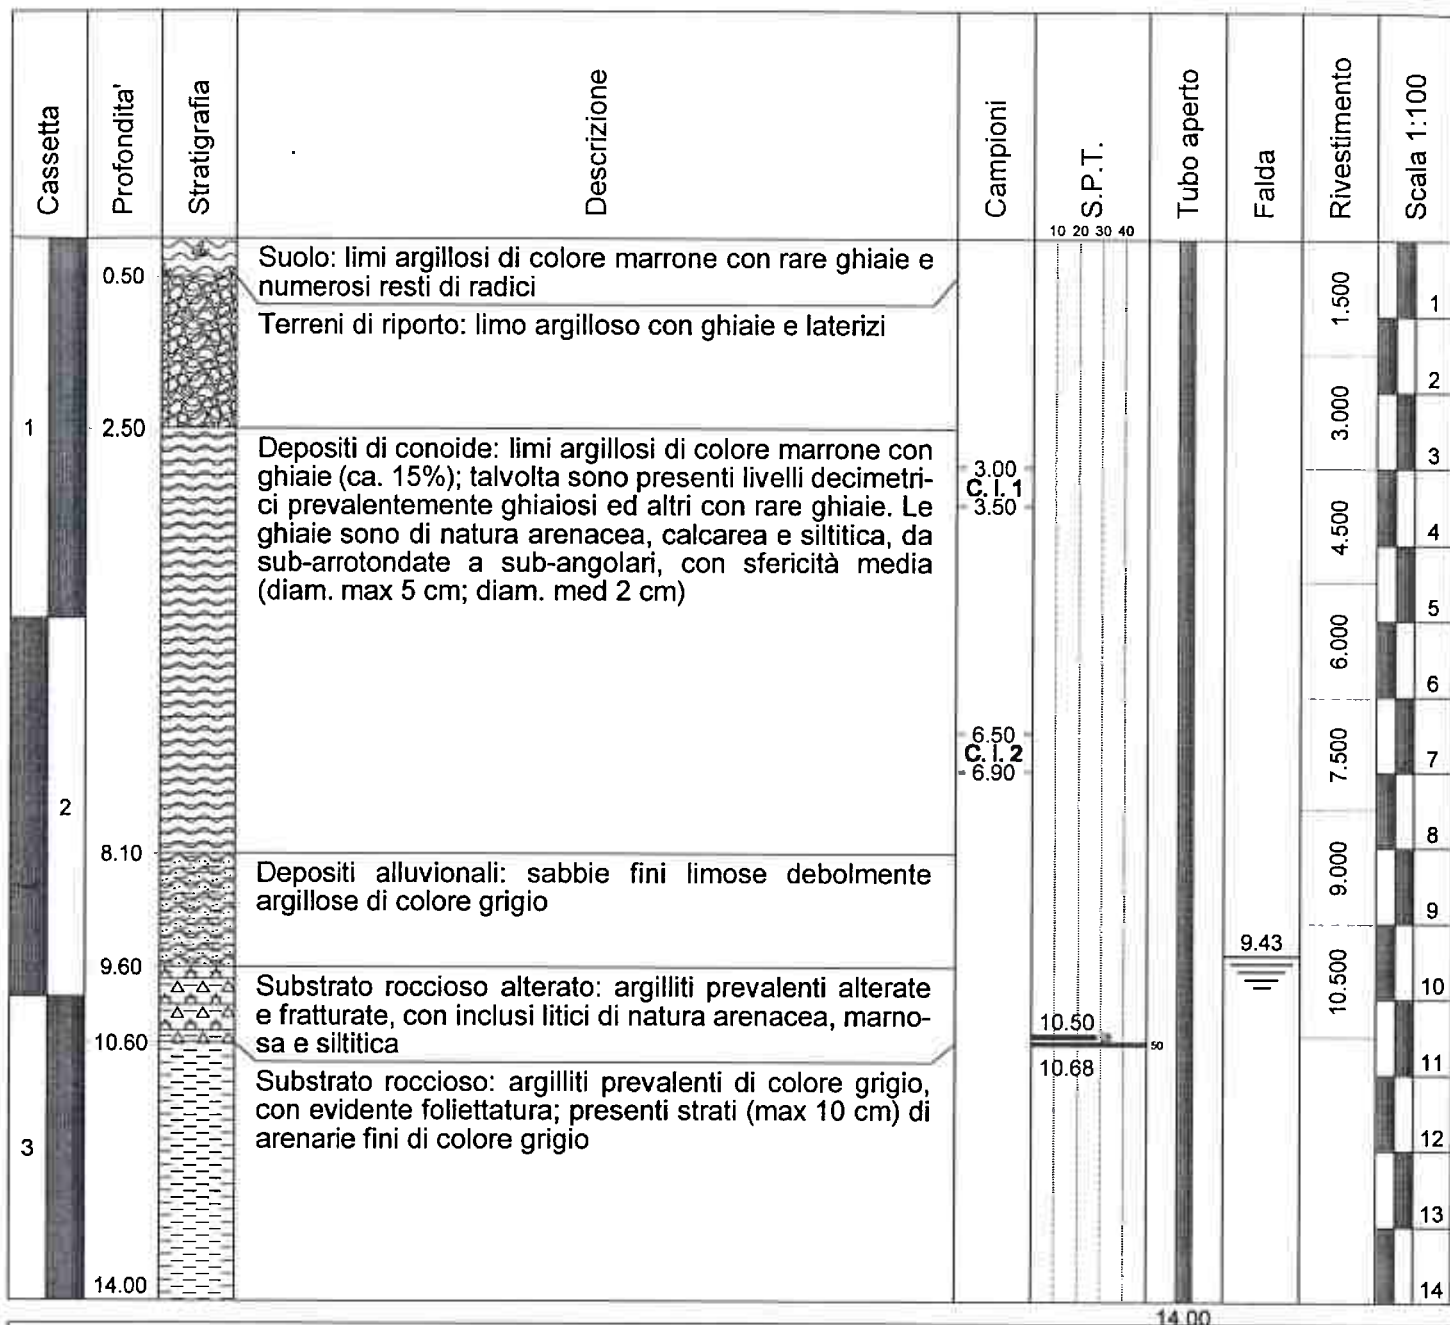 Cassetta
Profondita'
Stratigrafia
Descrizione
Campioni
S.P.T.
Tubo aperto
Falda
Rivestimento
Scala 1:100
10 20 30 40
Suolo: limi argillosi di colore marrone con rare ghiaie e
numerosi resti di radici
0.50
Terreni di riporto: limo argilloso con ghiaie e laterizi
1
2.50
Depositi di conoide: limi argillosi di colore marrone con
ghiaie (ca. 15%); talvolta sono presenti livelli decimetri-
ci prevalentemente ghiaiosi ed altri con rare ghiaie. Le
ghiaie sono di natura arenacea, calcarea e siltitica, da
sub-arrotondate a sub-angolari, con sfericità media
(diam. max 5 cm; diam. med 2 cm)
3.00
C. I. 1
3.50
6.50
C. I. 2
6.90
2
8.10
Depositi alluvionali: sabbie fini limose debolmente
argillose di colore grigio
9.60
Substrato roccioso alterato: argilliti prevalenti alterate
e fratturate, con inclusi litici di natura arenacea, marno-
sa e siltitica
10.60
Substrato roccioso: argilliti prevalenti di colore grigio,
con evidente foliettatura; presenti strati (max 10 cm) di
arenarie fini di colore grigio
3
14.00
10.50
50
10.68
14.00
9.43
1.500
3.000
4.500
6.000
7.500
9.000
10.500
1
2
3
4
5
6
7
8
9
10
11
12
13
14